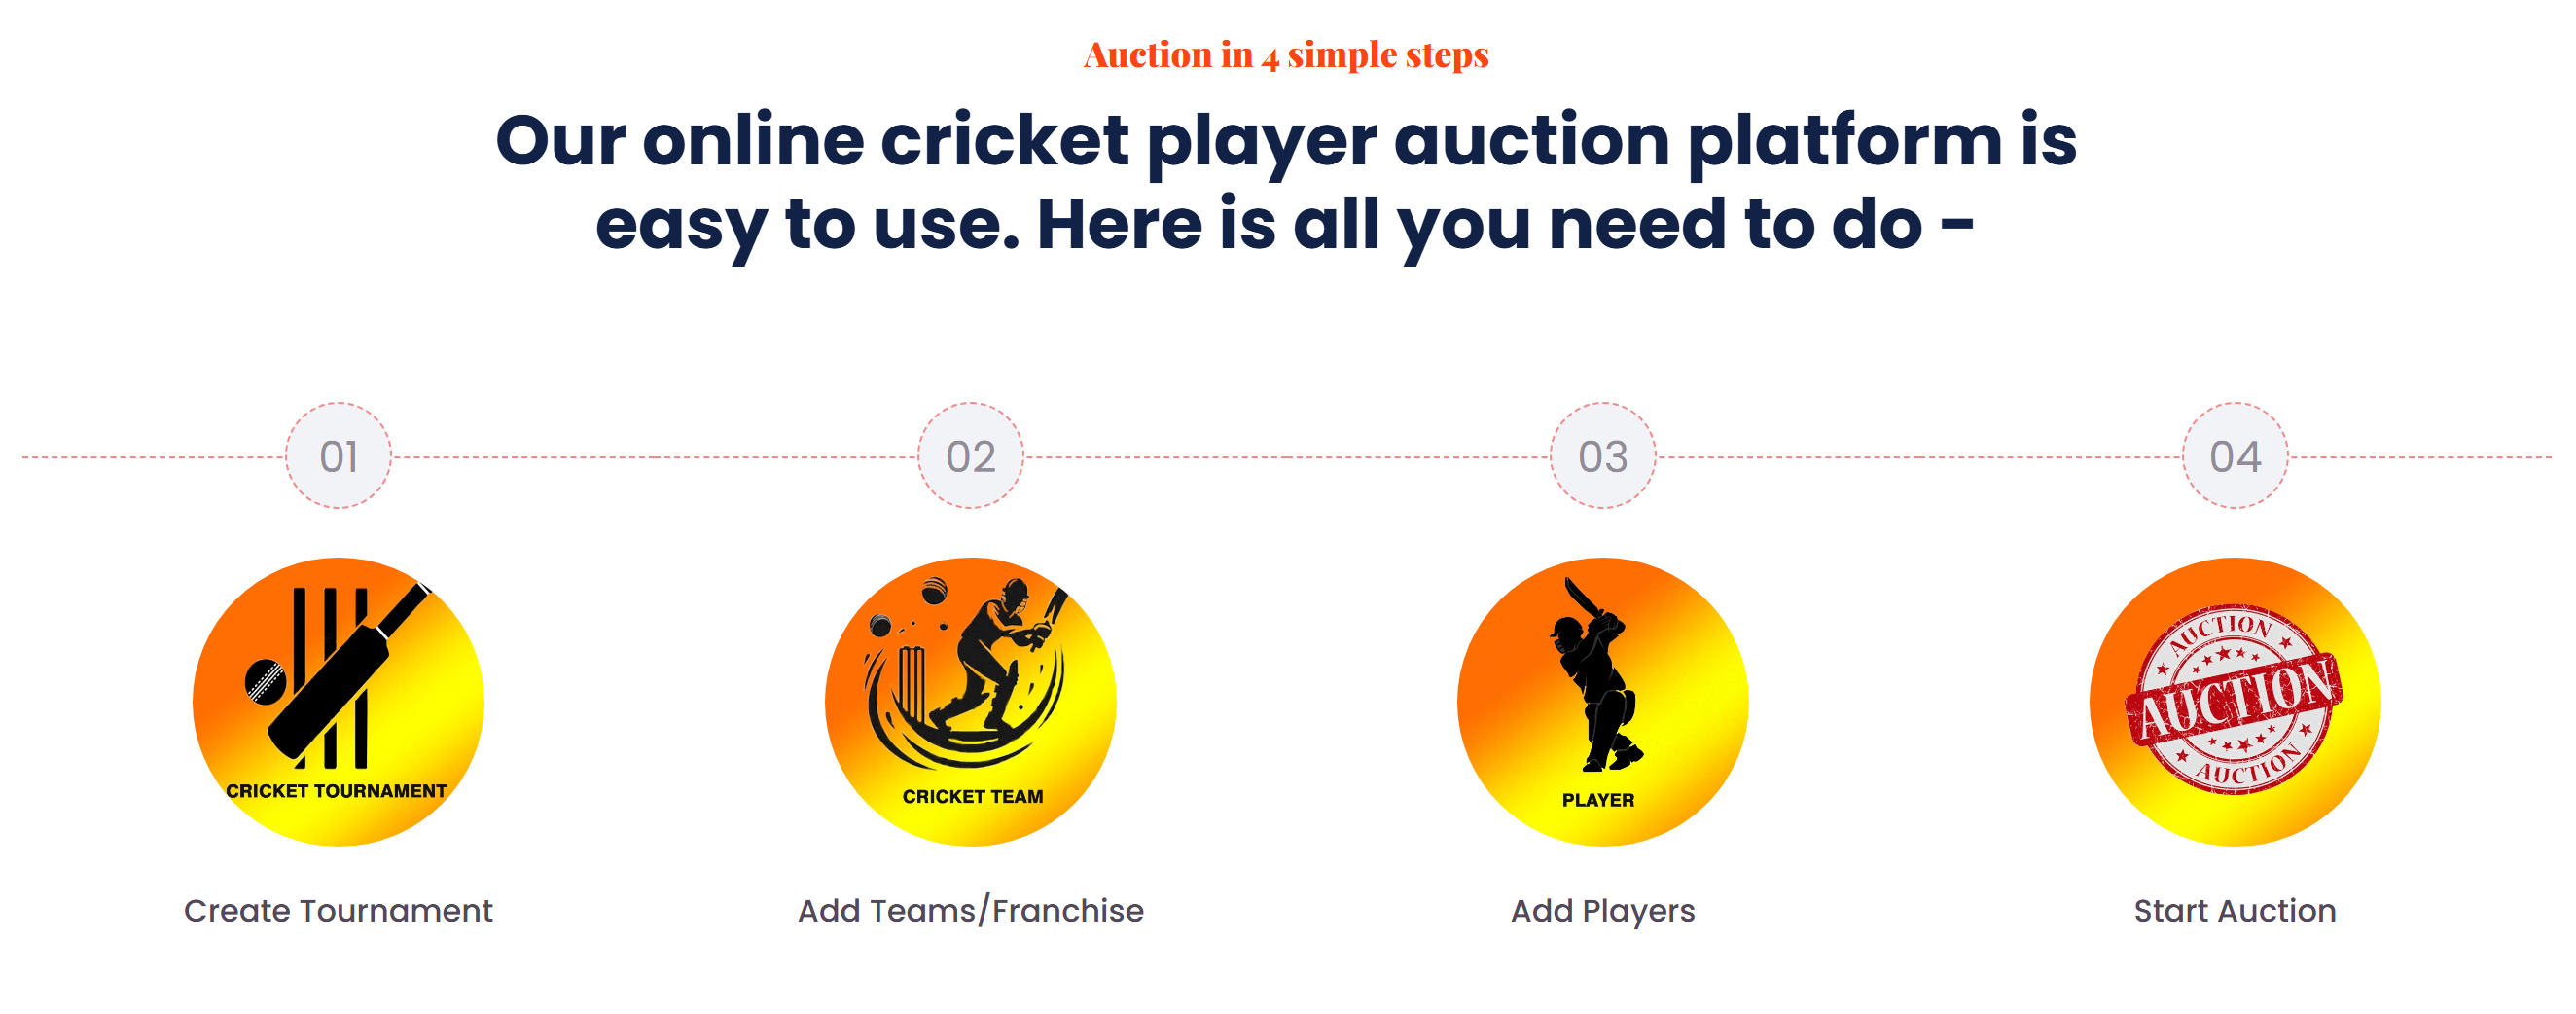 Auction in 4 simple steps
Our online cricket player auction platform is
easy to use. Here is all you need to do -
01
02
03
04
CRICKET TOURNAMENT
CRICKET TEAM
PLAYER
AUCTION
AUCTION
AUCTION
Create Tournament
Add Teams/Franchise
Add Players
Start Auction